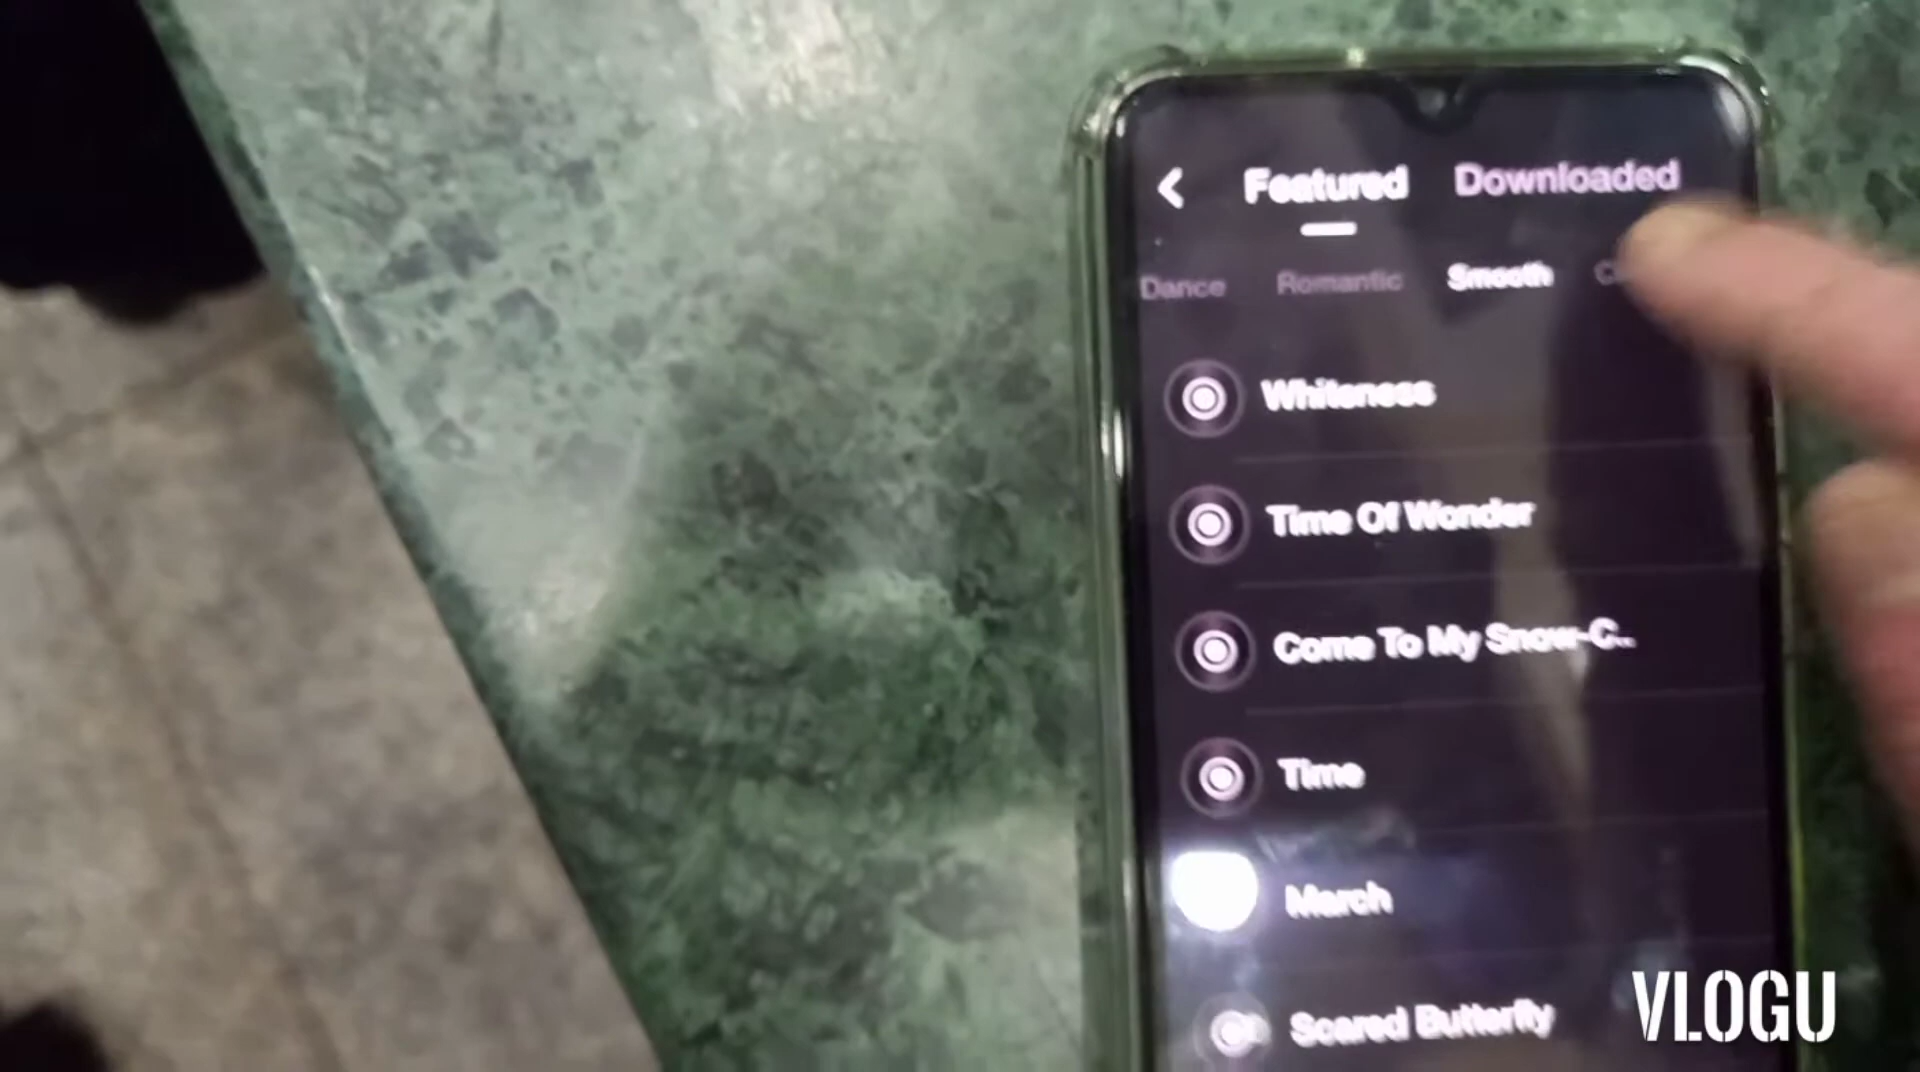 Featured Downloaded
Dance Romantic Smooth
Whiteness
Time Of Wonder
Come To My Snow-C..
Time
March
Scared Butterfly
VLOGU